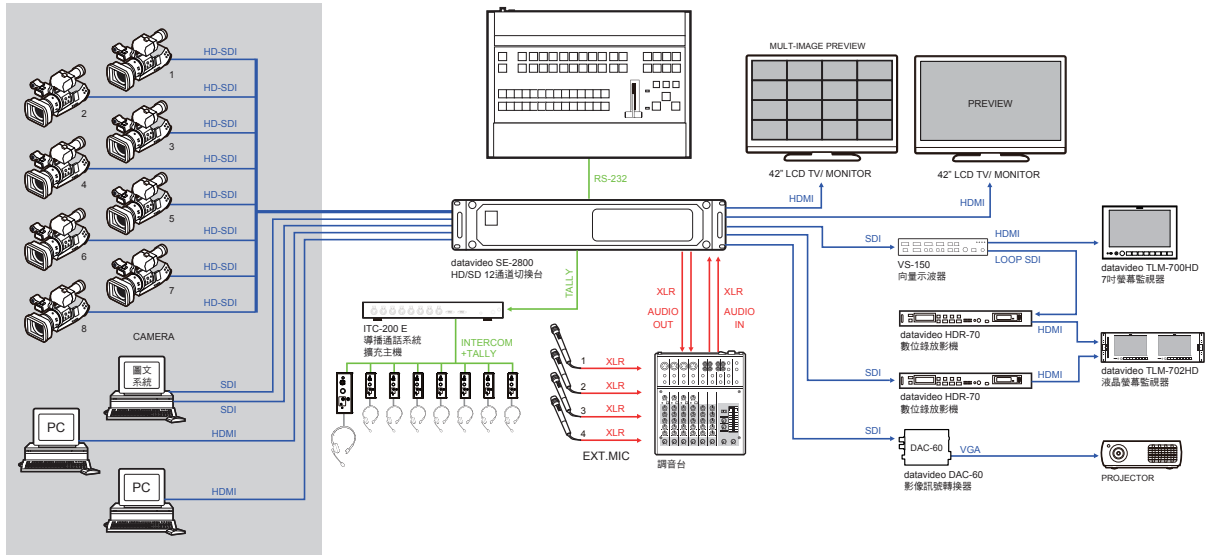 HD-SDI
1
HD-SDI
2
HD-SDI
3
HD-SDI
4
HD-SDI
5
HD-SDI
6
HD-SDI
7
HD-SDI
8
CAMERA
圖文
系統
SDI
SDI
PC
HDMI
PC
HDMI
RS-232
datavideo SE-2800
HD/SD 12通道切換台
TALLY
ITC-200 E
導播通話系統
擴充主機
INTERCOM
+TALLY
XLR
AUDIO
OUT
XLR
AUDIO
IN
1 XLR
2 XLR
3 XLR
4 XLR
EXT.MIC
調音台
MULT-IMAGE PREVIEW
42" LCD TV/ MONITOR
HDMI
PREVIEW
42" LCD TV/ MONITOR
HDMI
SDI
VS-150
向量示波器
HDMI
LOOP SDI
datavideo TLM-700HD
7吋螢幕監視器
datavideo HDR-70
數位錄放影機
HDMI
datavideo TLM-702HD
液晶螢幕監視器
SDI
datavideo HDR-70
數位錄放影機
HDMI
SDI
DAC-60
datavideo DAC-60
影像訊號轉換器
VGA
PROJECTOR